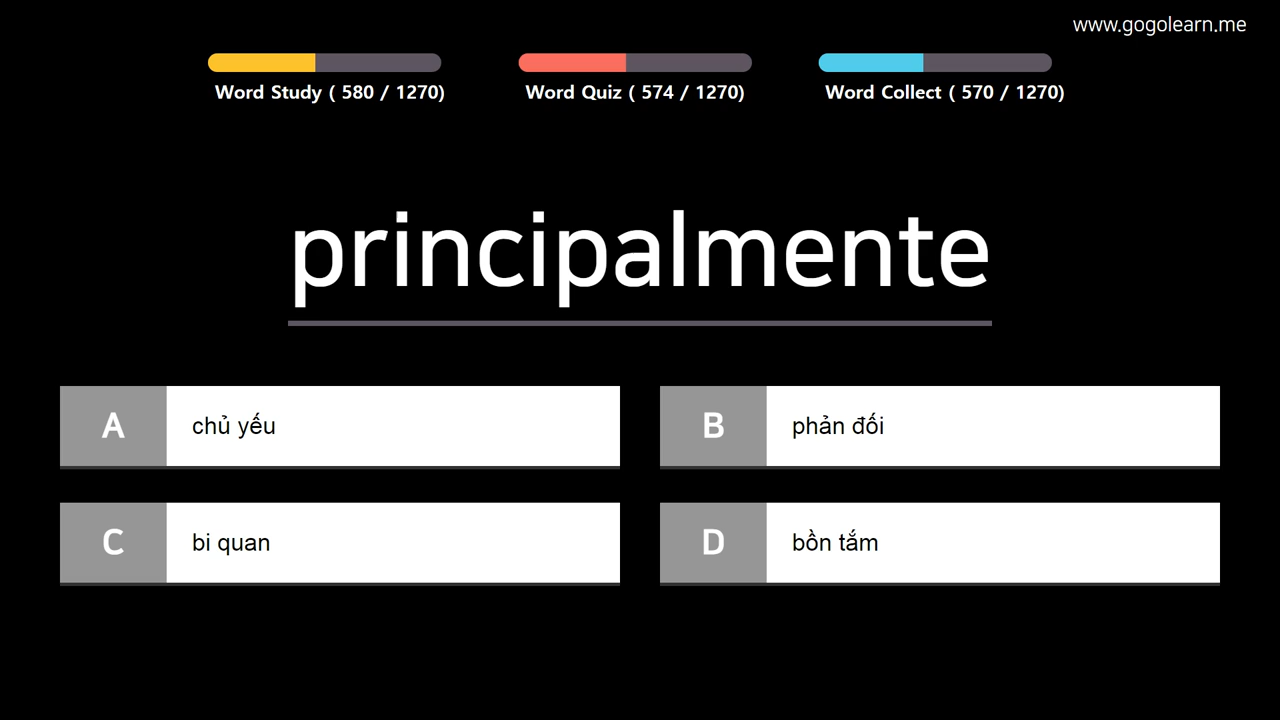 www.gogolearn.me
Word Study ( 580 / 1270)
Word Quiz ( 574 / 1270)
Word Collect ( 570 / 1270)
principalmente
A chủ yếu
B phản đối
C bi quan
D bồn tắm